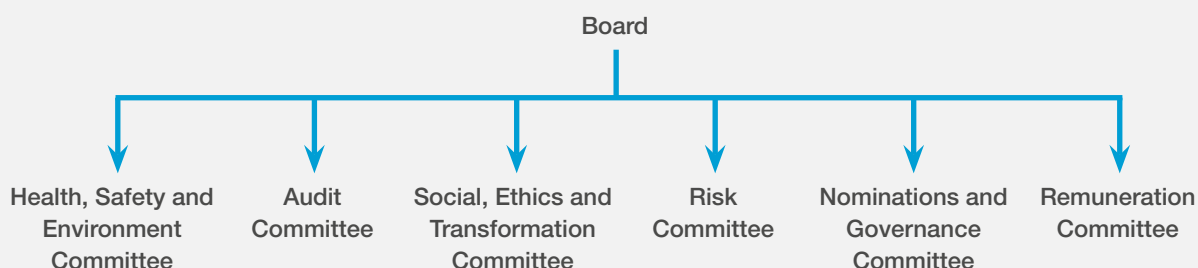 Board
Health, Safety and
Environment
Committee
Audit
Committee
Social, Ethics and
Transformation
Committee
Risk
Committee
Nominations and
Governance
Committee
Remuneration
Committee